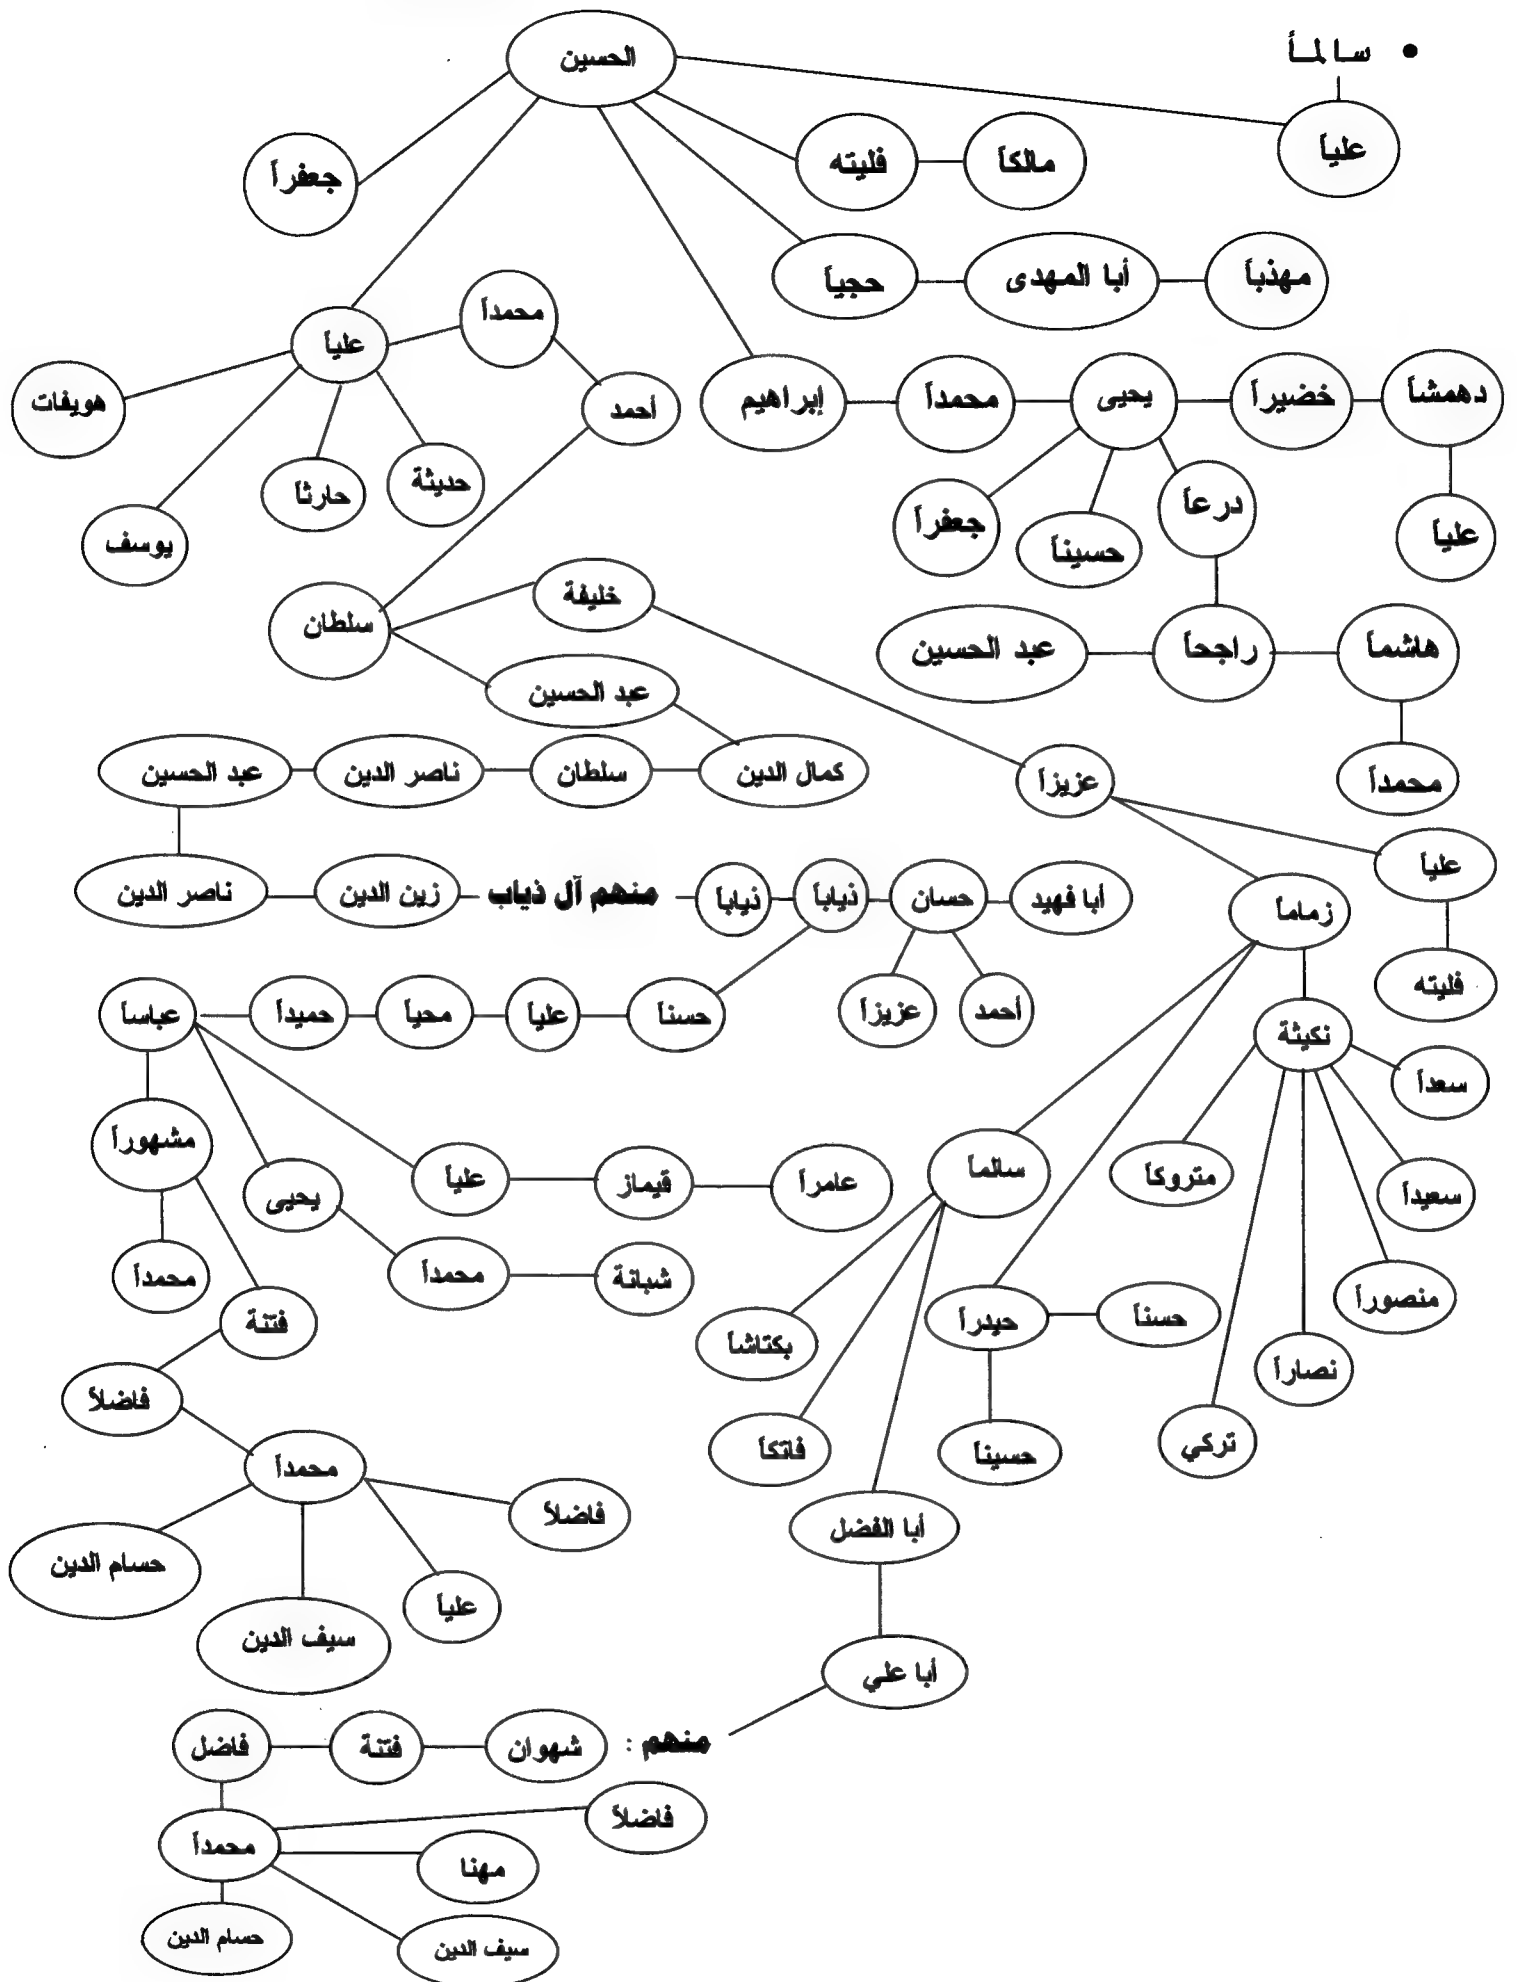 • سالماً
الحسين
علياً
فليته
مالكاً
جعفراً
حجياً
أبا المهدى
مهذباً
محمداً
علياً
هويفات
أحمد
إبراهيم
محمداً
يحيى
خضيراً
دهمشاً
حديثة
حارثاً
يوسف
درعاً
جعفراً
حسيناً
علياً
خليفة
سلطان
عبد الحسين
راجحاً
هاشماً
عبد الحسين
محمداً
عزيزاً
كمال الدين
سلطان
ناصر الدين
عبد الحسين
علياً
أبا فهيد
حسان
ذياباً
ذياباً
منهم آل ذياب
زين الدين
ناصر الدين
زماماً
فليته
أحمد
عزيزاً
حسناً
علياً
محياً
حميداً
عباساً
نكيثة
سعداً
مشهوراً
سالماً
متروكاً
سعيداً
علياً
قيماز
عامراً
يحيى
محمداً
محمداً
شبانة
منصوراً
فتنة
حيدراً
حسناً
بكتاشاً
نصاراً
فاضلاً
تركي
فاتكاً
حسيناً
محمداً
فاضلاً
أبا الفضل
حسام الدين
علياً
سيف الدين
أبا علي
منهم :
شهوان
فتنة
فاضل
فاضلاً
محمداً
مهنا
حسام الدين
سيف الدين